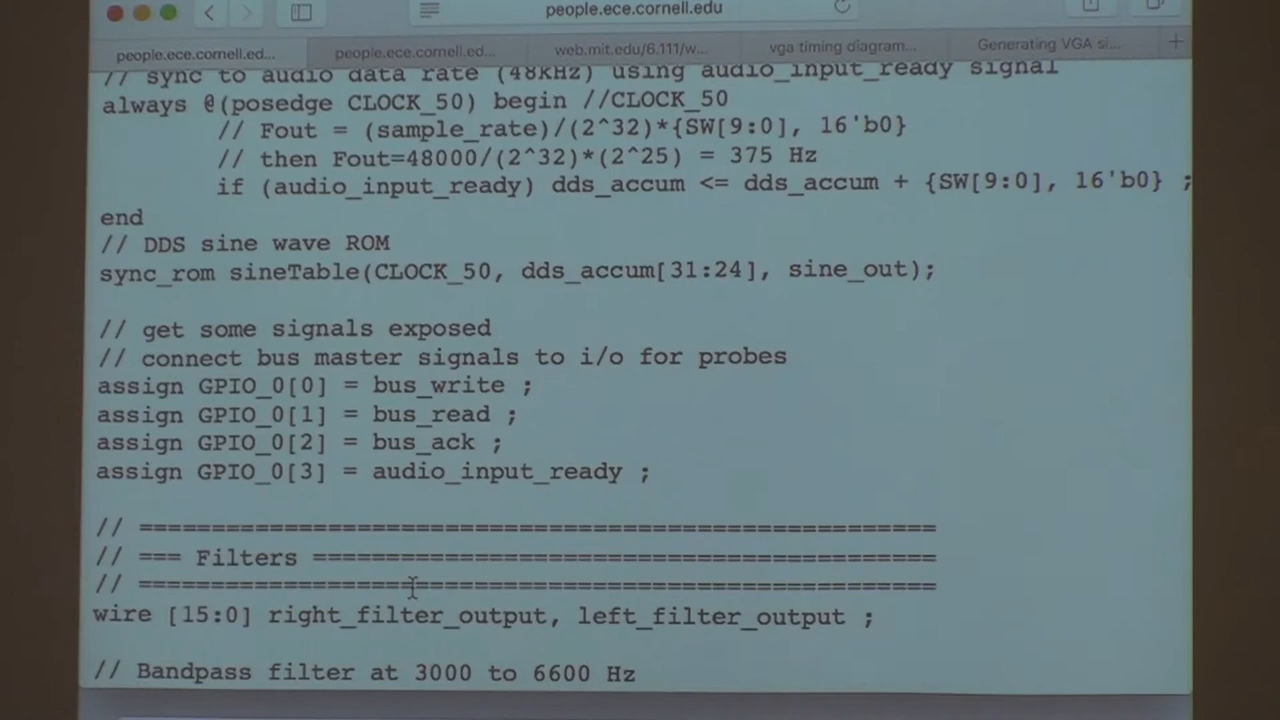 people.ece.cornell.edu
people.ece.cornell.ed... people.ece.cornell.ed... web.mit.edu/6.111/w... vga timing diagram... Generating VGA si...
// sync to audio data rate (48kHz) using audio_input_ready signal
always @(posedge CLOCK_50) begin //CLOCK_50
// Fout = (sample_rate)/(2^32)*{SW[9:0], 16'b0}
// then Fout=48000/(2^32)*(2^25) = 375 Hz
if (audio_input_ready) dds_accum <= dds_accum + {SW[9:0], 16'b0} ;
end
// DDS sine wave ROM
sync_rom sineTable(CLOCK_50, dds_accum[31:24], sine_out);
// get some signals exposed
// connect bus master signals to i/o for probes
assign GPIO_0[0] = bus_write ;
assign GPIO_0[1] = bus_read ;
assign GPIO_0[2] = bus_ack ;
assign GPIO_0[3] = audio_input_ready ;
// =======================================================
// === Filters ===========================================
// =======================================================
wire [15:0] right_filter_output, left_filter_output ;
// Bandpass filter at 3000 to 6600 Hz